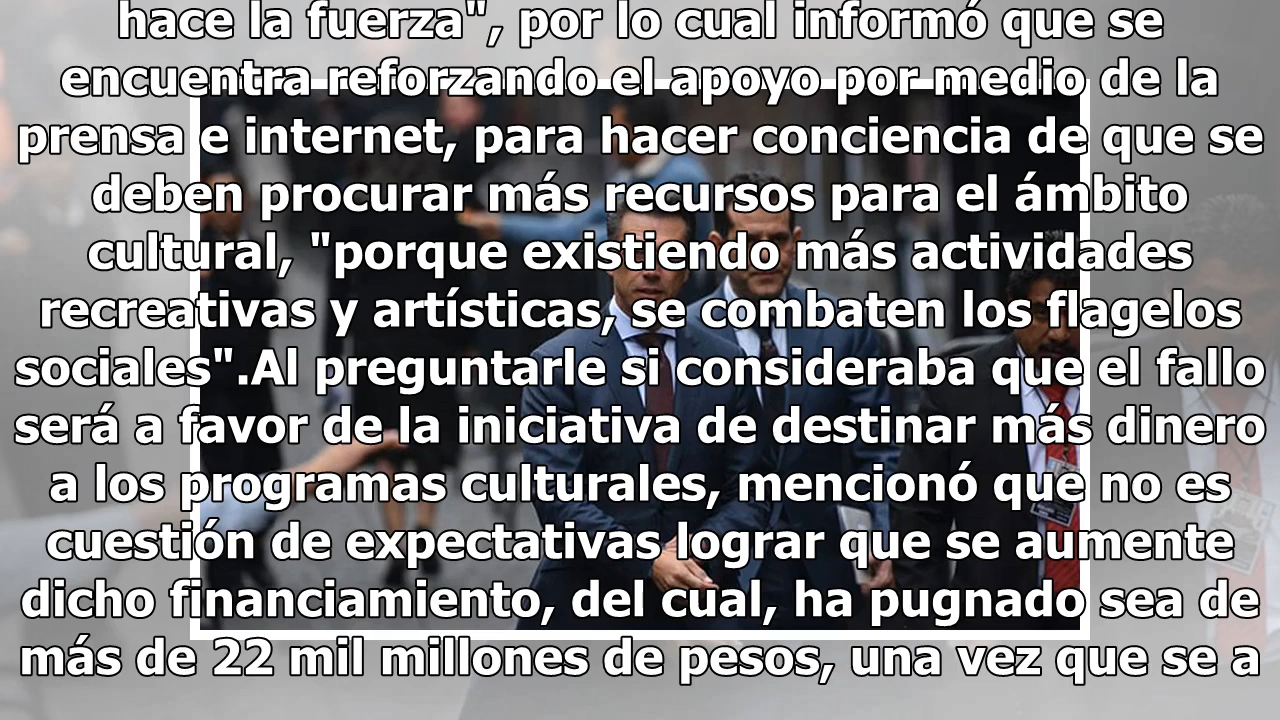 hace la fuerza", por lo cual informó que se
encuentra reforzando el apoyo por medio de la
prensa e internet, para hacer conciencia de que se
deben procurar más recursos para el ámbito
cultural, "porque existiendo más actividades
recreativas y artísticas, se combaten los flagelos
sociales".Al preguntarle si consideraba que el fallo
será a favor de la iniciativa de destinar más dinero
a los programas culturales, mencionó que no es
cuestión de expectativas lograr que se aumente
dicho financiamiento, del cual, ha pugnado sea de
más de 22 mil millones de pesos, una vez que se a